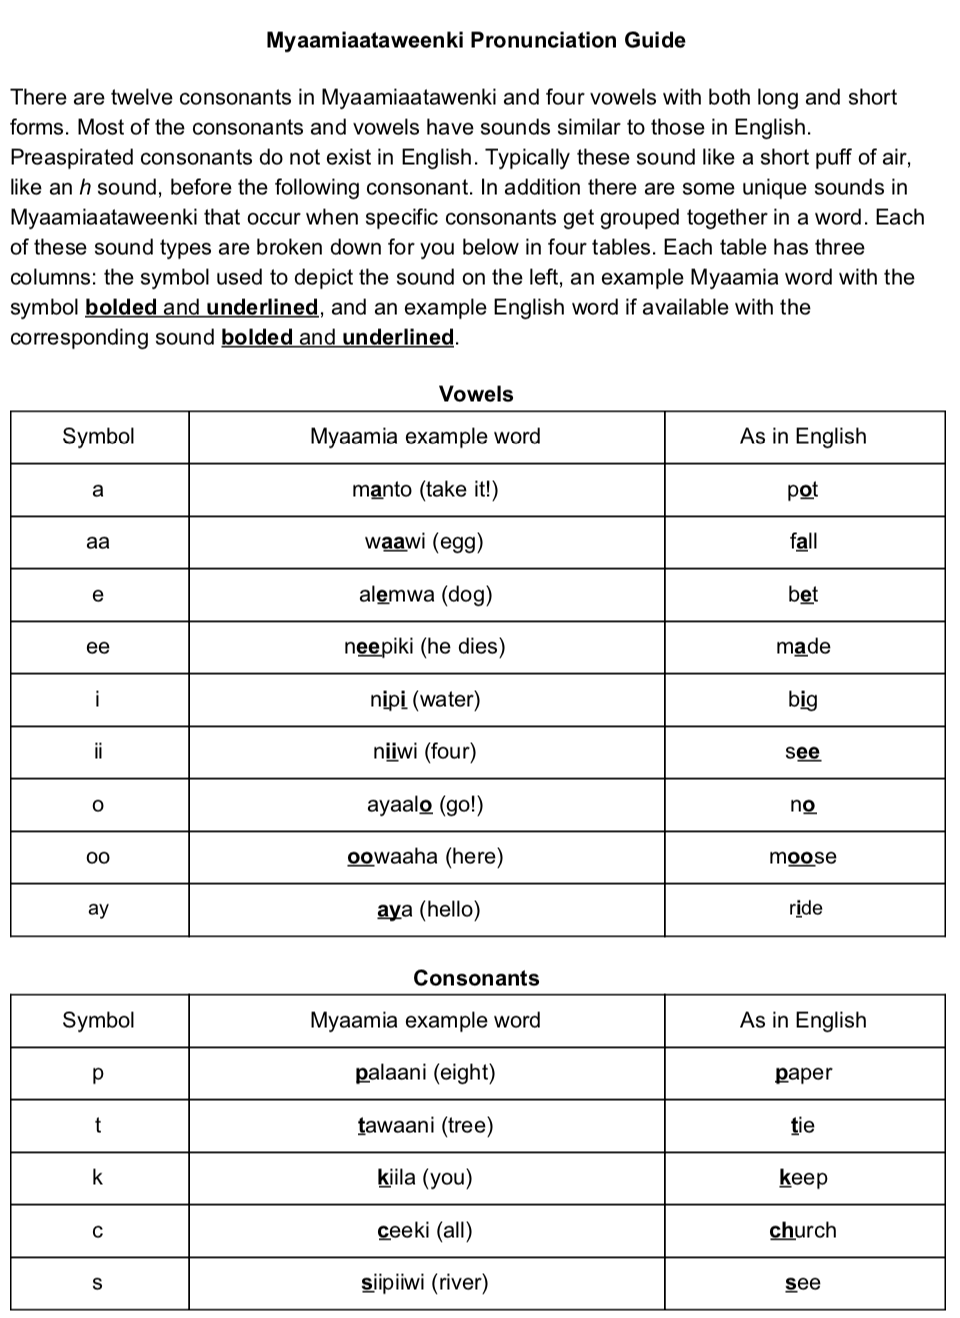 Myaamiaataweenki Pronunciation Guide
There are twelve consonants in Myaamiaatawenki and four vowels with both long and short
forms. Most of the consonants and vowels have sounds similar to those in English.
Preaspirated consonants do not exist in English. Typically these sound like a short puff of air,
like an h sound, before the following consonant. In addition there are some unique sounds in
Myaamiaataweenki that occur when specific consonants get grouped together in a word. Each
of these sound types are broken down for you below in four tables. Each table has three
columns: the symbol used to depict the sound on the left, an example Myaamia word with the
symbol bolded and underlined, and an example English word if available with the
corresponding sound bolded and underlined.
Vowels
Symbol Myaamia example word As in English
a manto (take it!) pot
aa waawi (egg) fall
e alemwa (dog) bet
ee neepiki (he dies) made
i nipi (water) big
ii niiwi (four) see
o ayaalo (go!) no
oo oowaaha (here) moose
ay aya (hello) ride
Consonants
Symbol Myaamia example word As in English
p palaani (eight) paper
t tawaani (tree) tie
k kiila (you) keep
c ceeki (all) church
s siipiiwi (river) see